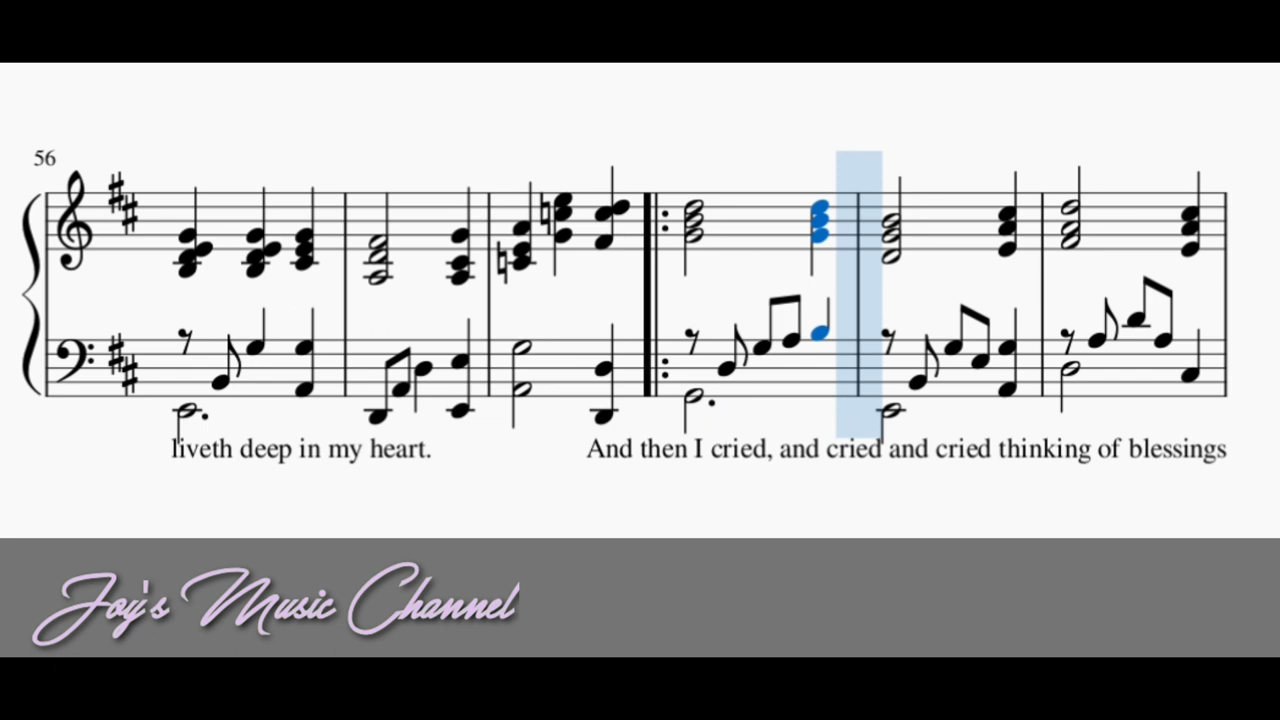 56
liveth deep in my heart. And then I cried, and cried and cried thinking of blessings
Joy's Music Channel